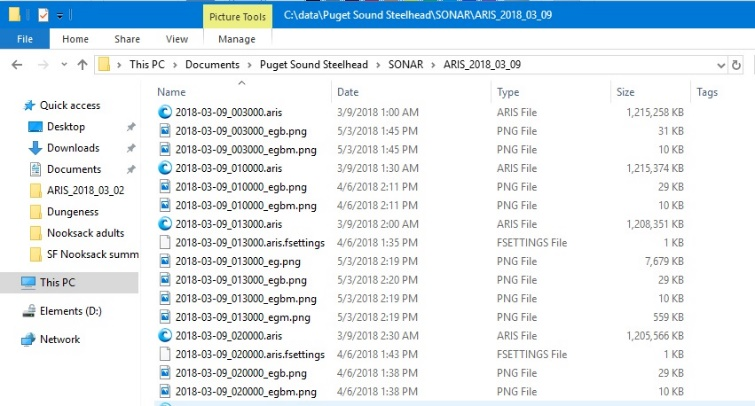 Picture Tools
C:\data\Puget Sound Steelhead\SONAR\ARIS_2018_03_09
File Home Share View Manage
This PC > Documents > Puget Sound Steelhead > SONAR > ARIS_2018_03_09
Quick access
Desktop
Downloads
Documents
ARIS_2018_03_02
Dungeness
Nooksack adults
SF Nooksack summ
This PC
Elements (D:)
Network
Name Date Type Size Tags
2018-03-09_003000.aris 3/9/2018 1:00 AM ARIS File 1,215,258 KB
2018-03-09_003000_egb.png 5/3/2018 1:45 PM PNG File 31 KB
2018-03-09_003000_egbm.png 5/3/2018 1:45 PM PNG File 10 KB
2018-03-09_010000.aris 3/9/2018 1:30 AM ARIS File 1,215,374 KB
2018-03-09_010000_egb.png 4/6/2018 2:11 PM PNG File 29 KB
2018-03-09_010000_egbm.png 4/6/2018 2:11 PM PNG File 10 KB
2018-03-09_013000.aris 3/9/2018 2:00 AM ARIS File 1,208,351 KB
2018-03-09_013000.aris.fsettings 4/6/2018 1:35 PM FSETTINGS File 1 KB
2018-03-09_013000_eg.png 5/3/2018 2:19 PM PNG File 7,679 KB
2018-03-09_013000_egb.png 5/3/2018 2:20 PM PNG File 29 KB
2018-03-09_013000_egbm.png 5/3/2018 2:19 PM PNG File 10 KB
2018-03-09_013000_egm.png 5/3/2018 2:19 PM PNG File 559 KB
2018-03-09_020000.aris 3/9/2018 2:30 AM ARIS File 1,205,566 KB
2018-03-09_020000.aris.fsettings 4/6/2018 1:43 PM FSETTINGS File 1 KB
2018-03-09_020000_egb.png 4/6/2018 1:38 PM PNG File 29 KB
2018-03-09_020000_egbm.png 4/6/2018 1:38 PM PNG File 10 KB